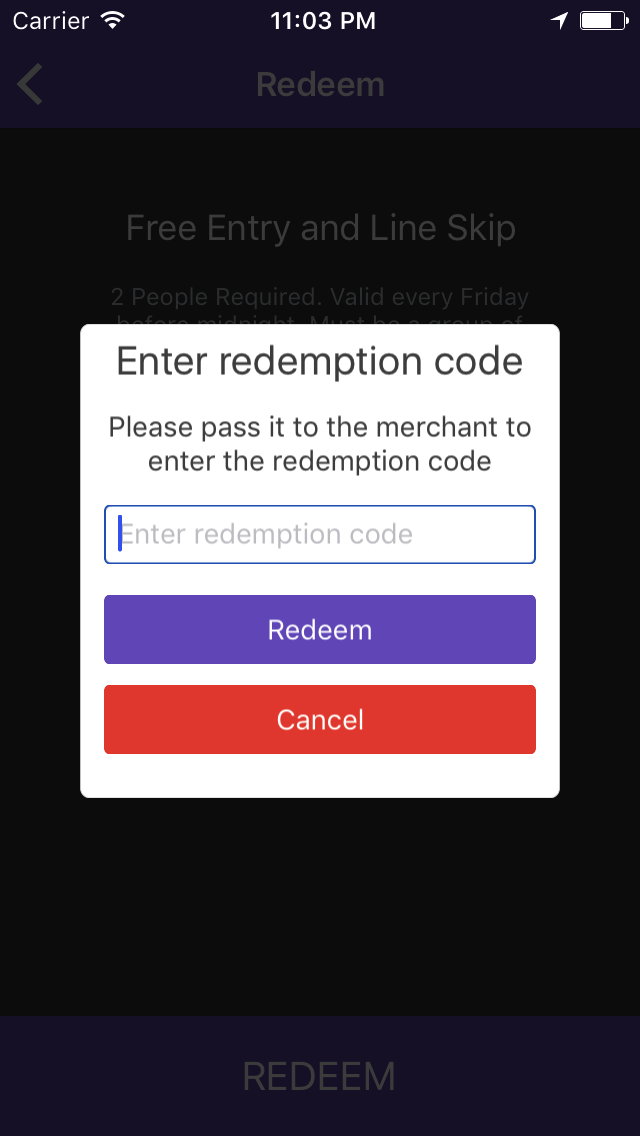 Carrier 11:03 PM
Redeem
Free Entry and Line Skip
2 People Required. Valid every Friday
before midnight. Must be a group of
Enter redemption code
Please pass it to the merchant to
enter the redemption code
Enter redemption code
Redeem
Cancel
REDEEM